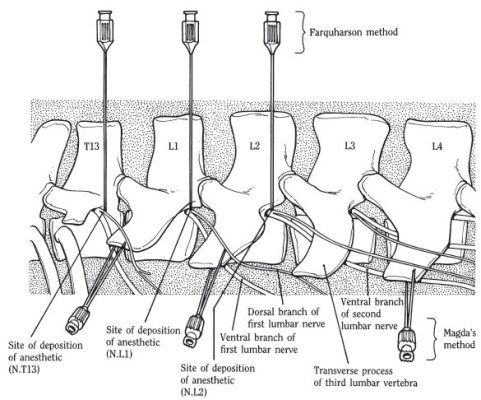 Farquharson method
T13
L1
L2
L3
L4
Dorsal branch of
first lumbar nerve
Ventral branch
of second
lumbar nerve
Magda's
method
Site of deposition
of anesthetic
(N.T13)
Site of deposition
of anesthetic
(N.L1)
Ventral branch of
first lumbar nerve
Site of deposition
of anesthetic
(N.L2)
Transverse process
of third lumbar vertebra